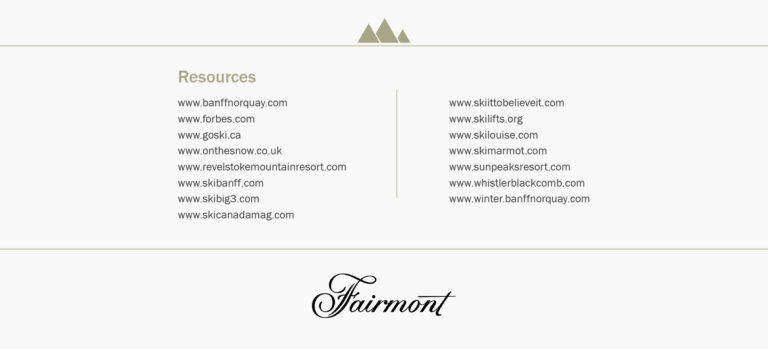 Resources
www.banffnorquay.com
www.forbes.com
www.goski.ca
www.onthesnow.co.uk
www.revelstokemountainresort.com
www.skibanff.com
www.skibig3.com
www.skicanadamag.com
www.skiittobelieveit.com
www.skilifts.org
www.skilouise.com
www.skimarmot.com
www.sunpeaksresort.com
www.whistlerblackcomb.com
www.winter.banffnorquay.com
Fairmont